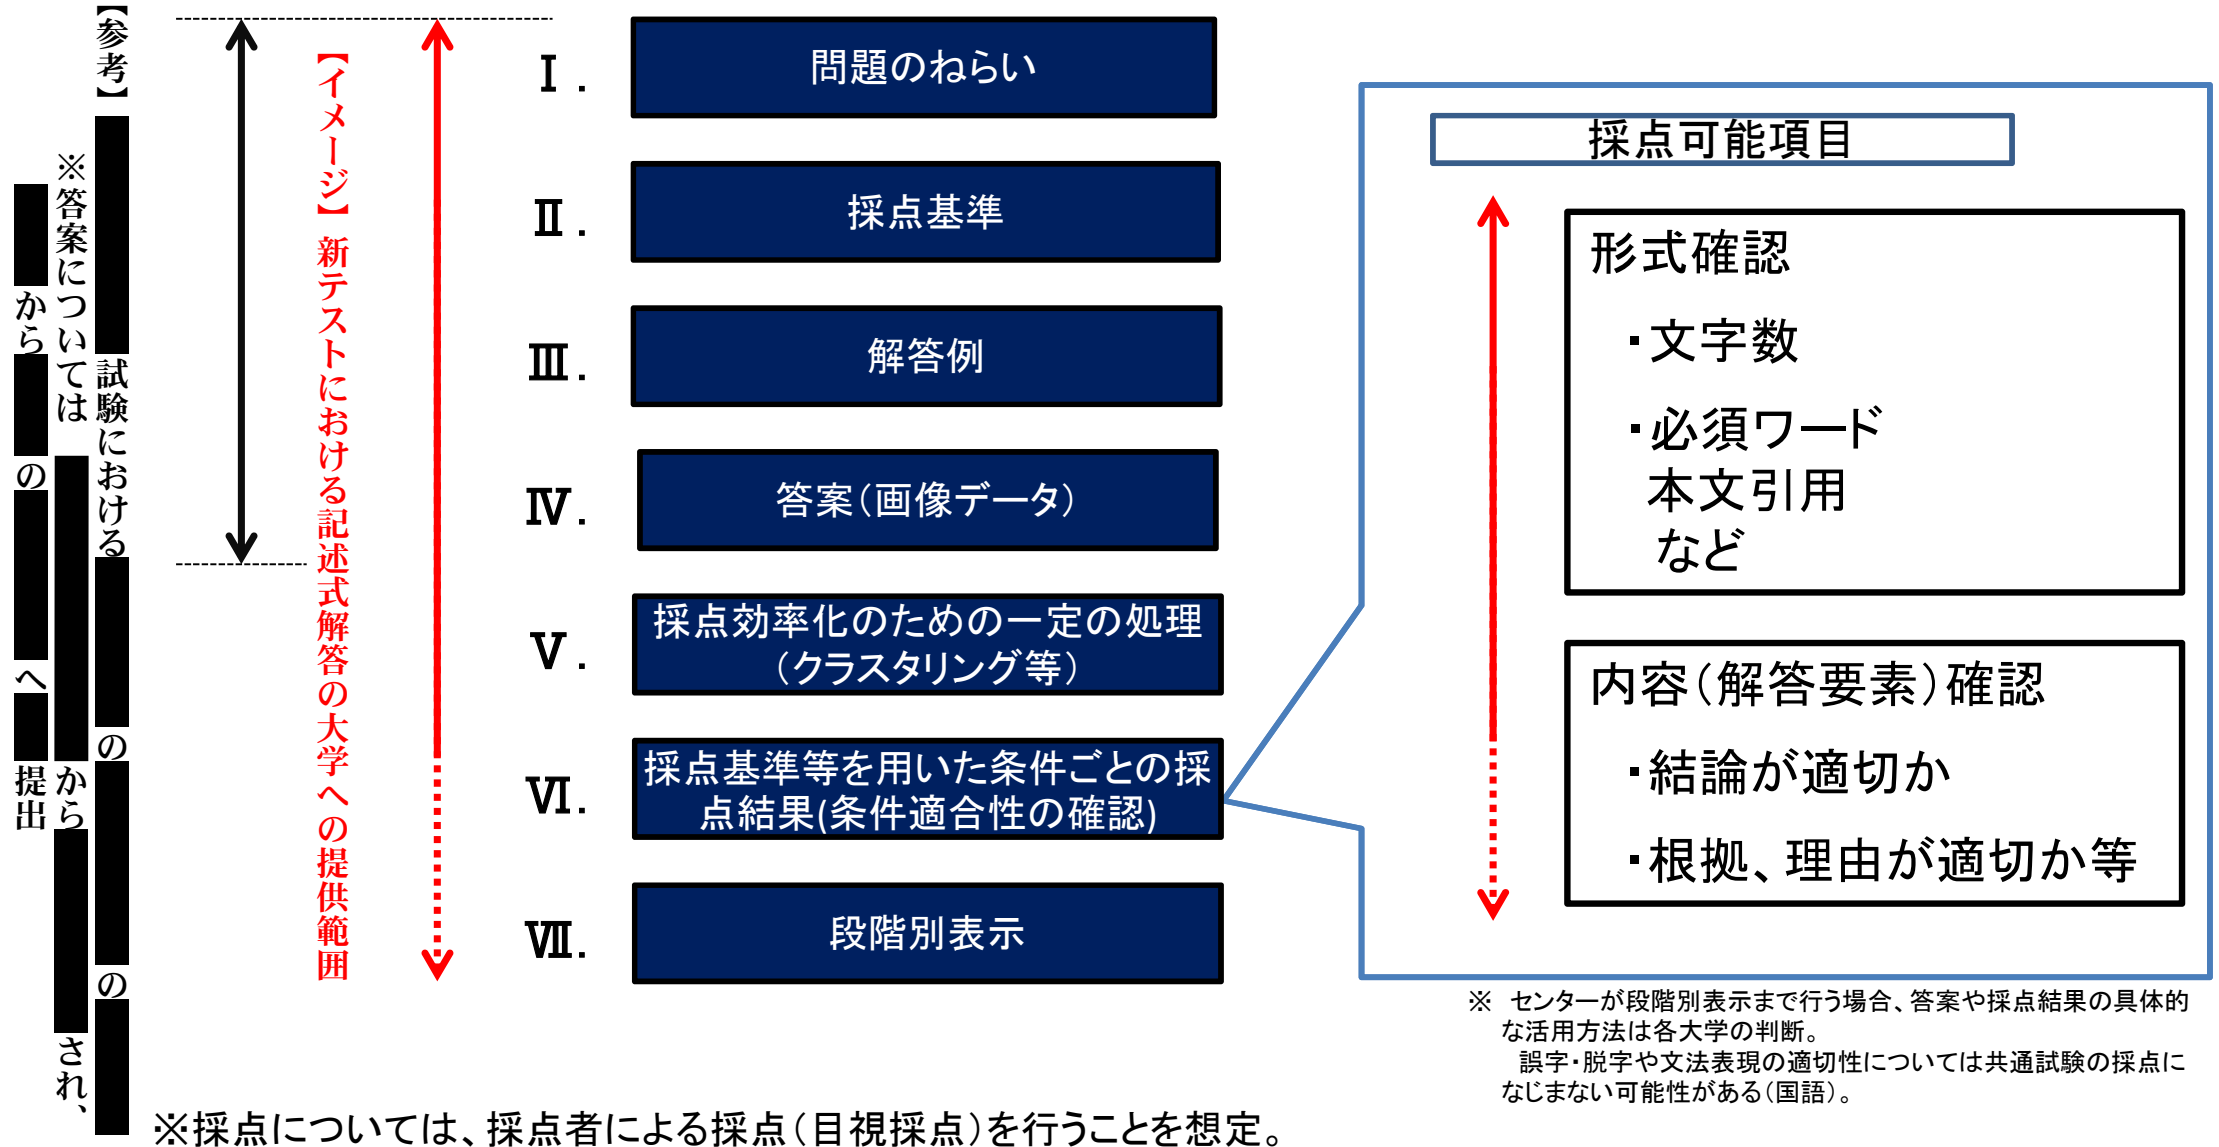 【参考】 試験における の の
※答案については から され、
から の へ 提出
【イメージ】新テストにおける記述式解答の大学への提供範囲
Ⅰ.
問題のねらい
Ⅱ.
採点基準
Ⅲ.
解答例
Ⅳ.
答案(画像データ)
Ⅴ.
採点効率化のための一定の処理
(クラスタリング等)
Ⅵ.
採点基準等を用いた条件ごとの採
点結果(条件適合性の確認)
Ⅶ.
段階別表示
採点可能項目
形式確認
・文字数
・必須ワード
本文引用
など
内容(解答要素)確認
・結論が適切か
・根拠、理由が適切か等
※ センターが段階別表示まで行う場合、答案や採点結果の具体的
な活用方法は各大学の判断。
誤字・脱字や文法表現の適切性については共通試験の採点に
なじまない可能性がある(国語)。
※採点については、採点者による採点(目視採点)を行うことを想定。